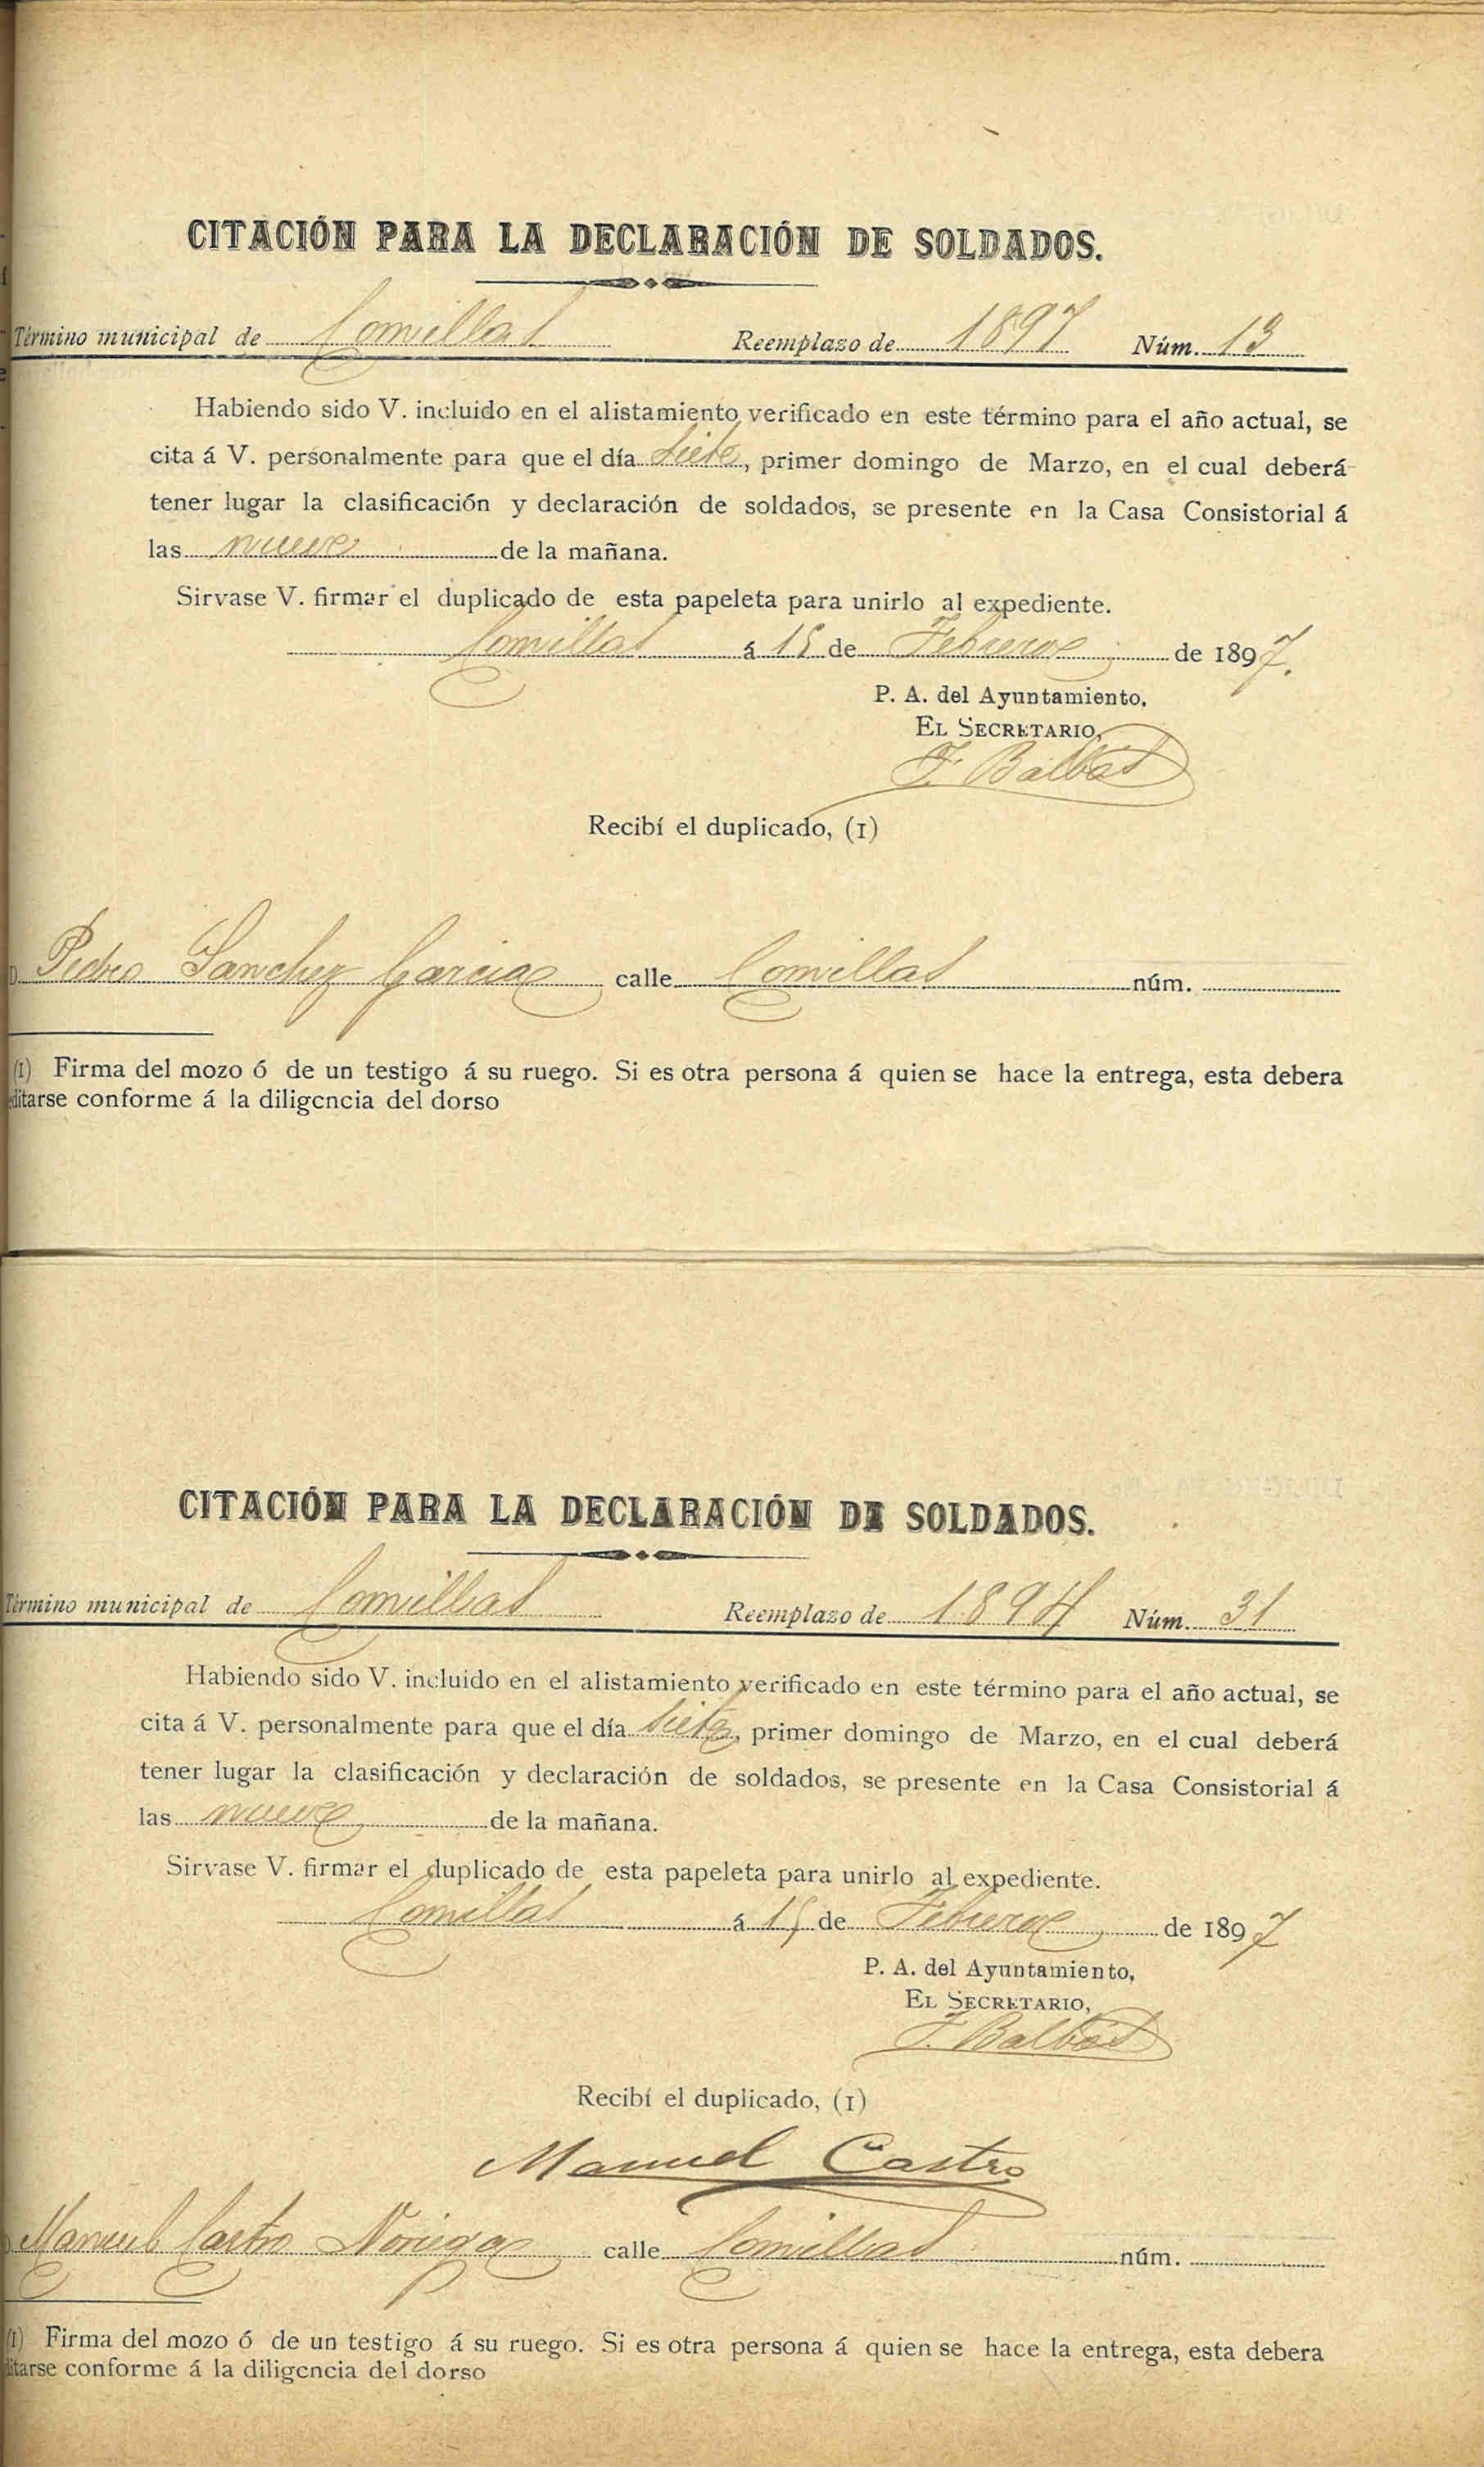 CITACIÓN PARA LA DECLARACIÓN DE SOLDADOS.
Término municipal de Comillas Reemplazo de 1897 Núm. 13
Habiendo sido V. incluido en el alistamiento verificado en este término para el año actual, se
cita á V. personalmente para que el día siete, primer domingo de Marzo, en el cual deberá
tener lugar la clasificación y declaración de soldados, se presente en la Casa Consistorial á
las nueve de la mañana.
Sirvase V. firmar el duplicado de esta papeleta para unirlo al expediente.
Comillas á 15 de Febrero de 1897.
P. A. del Ayuntamiento,
EL SECRETARIO,
F. Balbás
Recibí el duplicado, (1)
D. Pedro Sanchez Garcia calle Comillas núm.
(1) Firma del mozo ó de un testigo á su ruego. Si es otra persona á quien se hace la entrega, esta debera
ditarse conforme á la diligencia del dorso
CITACIÓN PARA LA DECLARACIÓN DE SOLDADOS.
Término municipal de Comillas Reemplazo de 1894 Núm. 31
Habiendo sido V. incluido en el alistamiento verificado en este término para el año actual, se
cita á V. personalmente para que el día siete, primer domingo de Marzo, en el cual deberá
tener lugar la clasificación y declaración de soldados, se presente en la Casa Consistorial á
las nueve de la mañana.
Sirvase V. firmar el duplicado de esta papeleta para unirlo al expediente.
Comillas á 15 de Febrero de 1897
P. A. del Ayuntamiento,
EL SECRETARIO,
F. Balbás
Recibí el duplicado, (1)
Manuel Castro
Manuel Castro Noriega calle Comillas núm.
(1) Firma del mozo ó de un testigo á su ruego. Si es otra persona á quien se hace la entrega, esta debera
ditarse conforme á la diligencia del dorso